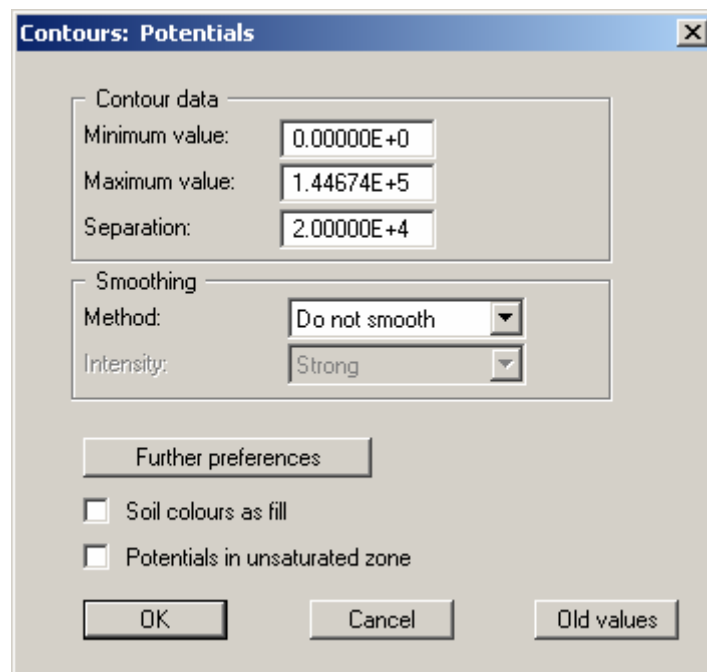 Contours: Potentials
Contour data
Minimum value: 0.00000E+0
Maximum value: 1.44674E+5
Separation: 2.00000E+4
Smoothing
Method: Do not smooth
Intensity: Strong
Further preferences
Soil colours as fill
Potentials in unsaturated zone
OK Cancel Old values